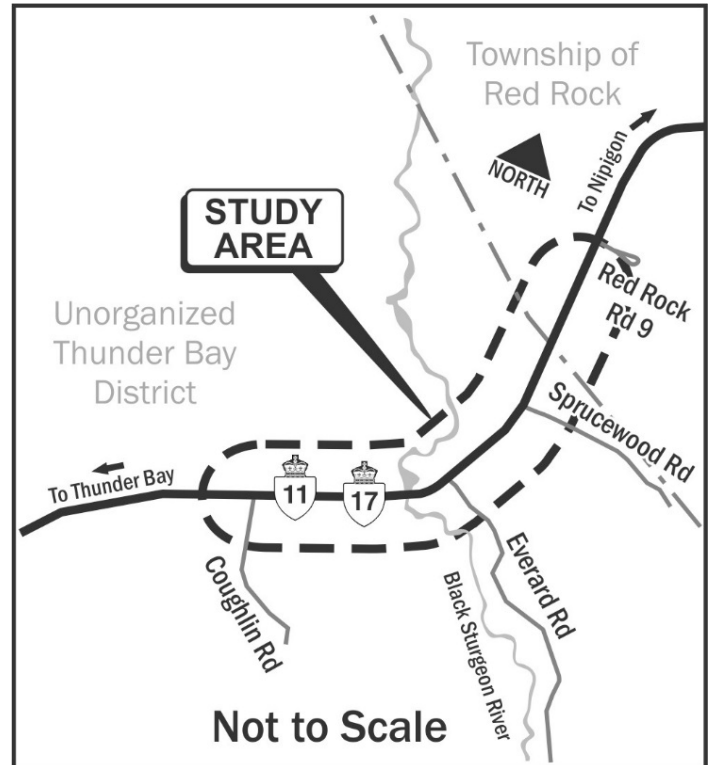 Township of
Red Rock
NORTH
To Nipigon
STUDY
AREA
Red Rock
Rd 9
Unorganized
Thunder Bay
District
Sprucewood Rd
To Thunder Bay
11
17
Coughlin Rd
Everard Rd
Black Sturgeon River
Not to Scale